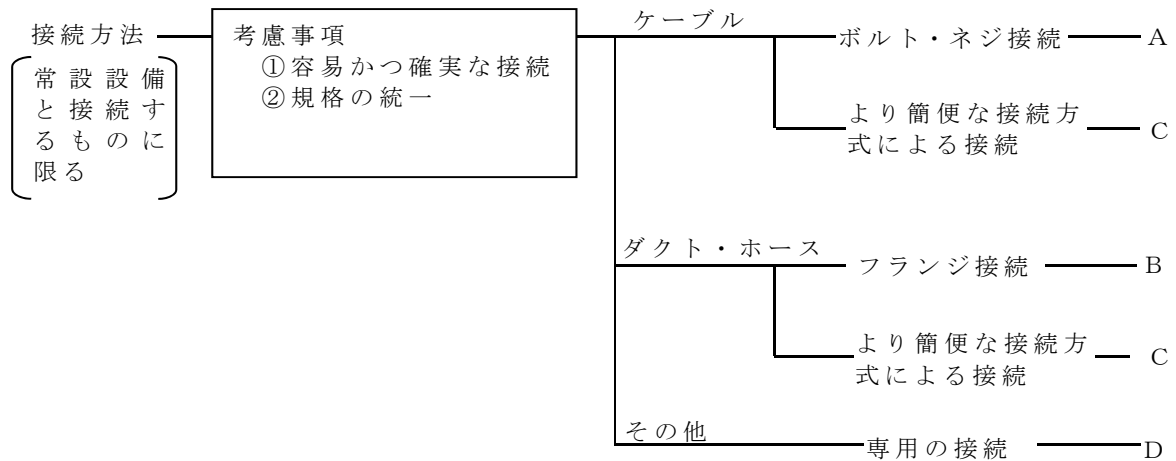 接続方法
常設設備
と接続す
るものに
限る
考慮事項
①容易かつ確実な接続
②規格の統一
ケーブル
ボルト・ネジ接続
A
より簡便な接続方
式による接続
C
ダクト・ホース
フランジ接続
B
より簡便な接続方
式による接続
C
その他
専用の接続
D